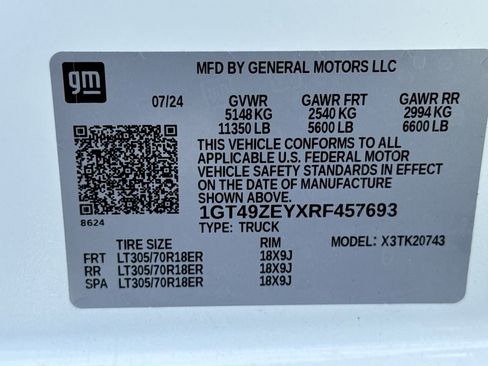 gm
MFD BY GENERAL MOTORS LLC
07/24 GVWR GAWR FRT GAWR RR
5148 KG 2540 KG 2994 KG
11350 LB 5600 LB 6600 LB
THIS VEHICLE CONFORMS TO ALL
APPLICABLE U.S. FEDERAL MOTOR
VEHICLE SAFETY STANDARDS IN EFFECT
ON THE DATE OF MANUFACTURE
SHOWN ABOVE.
1GT49ZEYXRF457693
8624
TYPE: TRUCK
TIRE SIZE RIM MODEL: X3TK20743
FRT LT305/70R18ER 18X9J
RR LT305/70R18ER 18X9J
SPA LT305/70R18ER 18X9J